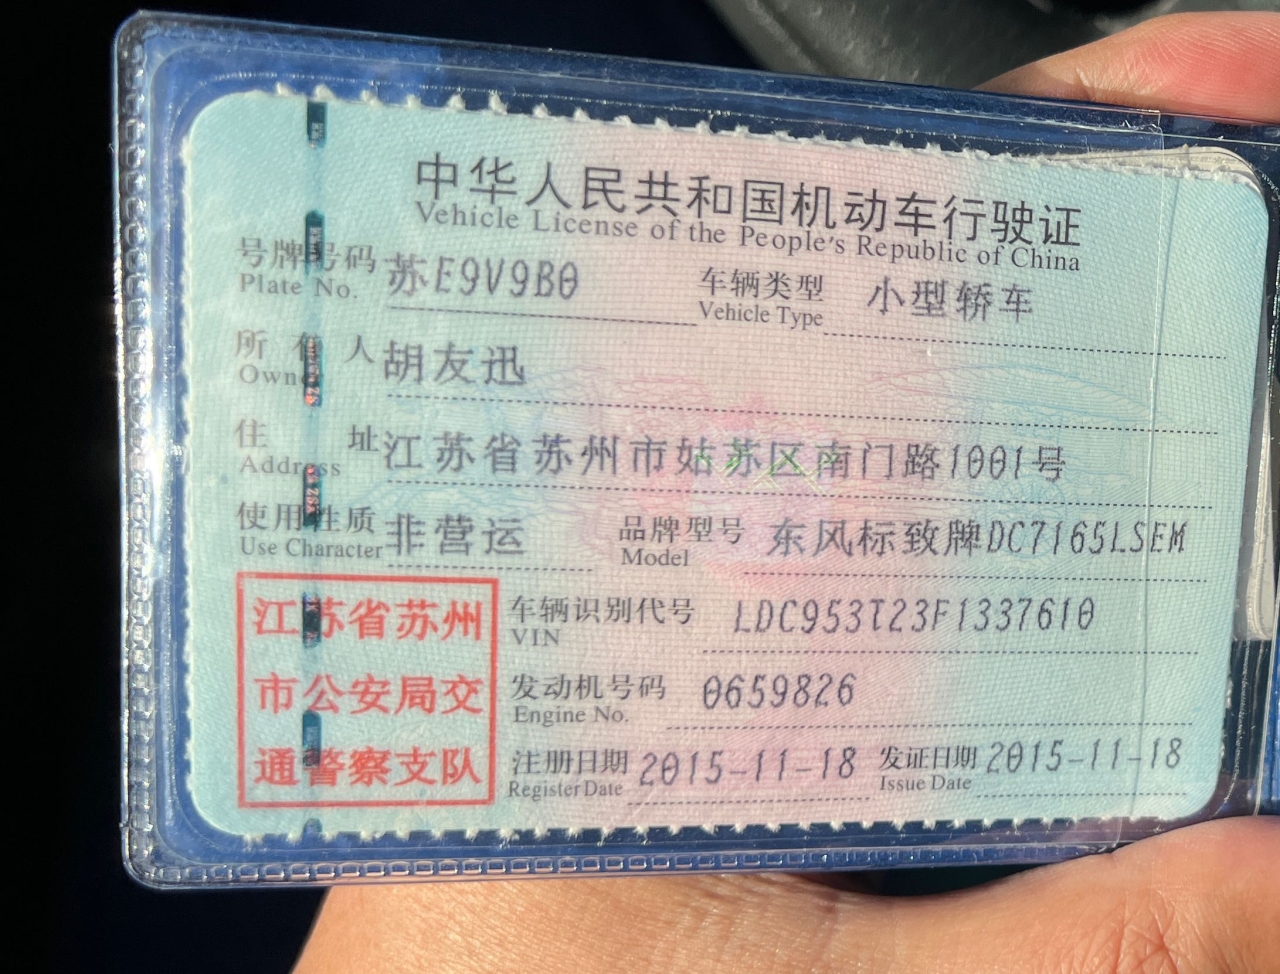 中华人民共和国机动车行驶证
Vehicle License of the People's Republic of China
号牌号码 苏E9V9B0 车辆类型 小型轿车
Plate No. Vehicle Type
所有人 胡友迅
Owner
住址 江苏省苏州市姑苏区南门路1001号
Address
使用性质 非营运 品牌型号 东风标致牌DC7165LSEM
Use Character Model
江苏省苏州
市公安局交
通警察支队
车辆识别代号 LDC953T23F1337610
VIN
发动机号码 0659826
Engine No.
注册日期 2015-11-18 发证日期 2015-11-18
Register Date Issue Date